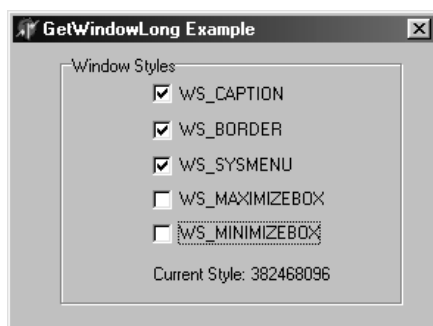 GetWindowLong Example
Window Styles
WS_CAPTION
WS_BORDER
WS_SYSMENU
WS_MAXIMIZEBOX
WS_MINIMIZEBOX
Current Style: 382468096